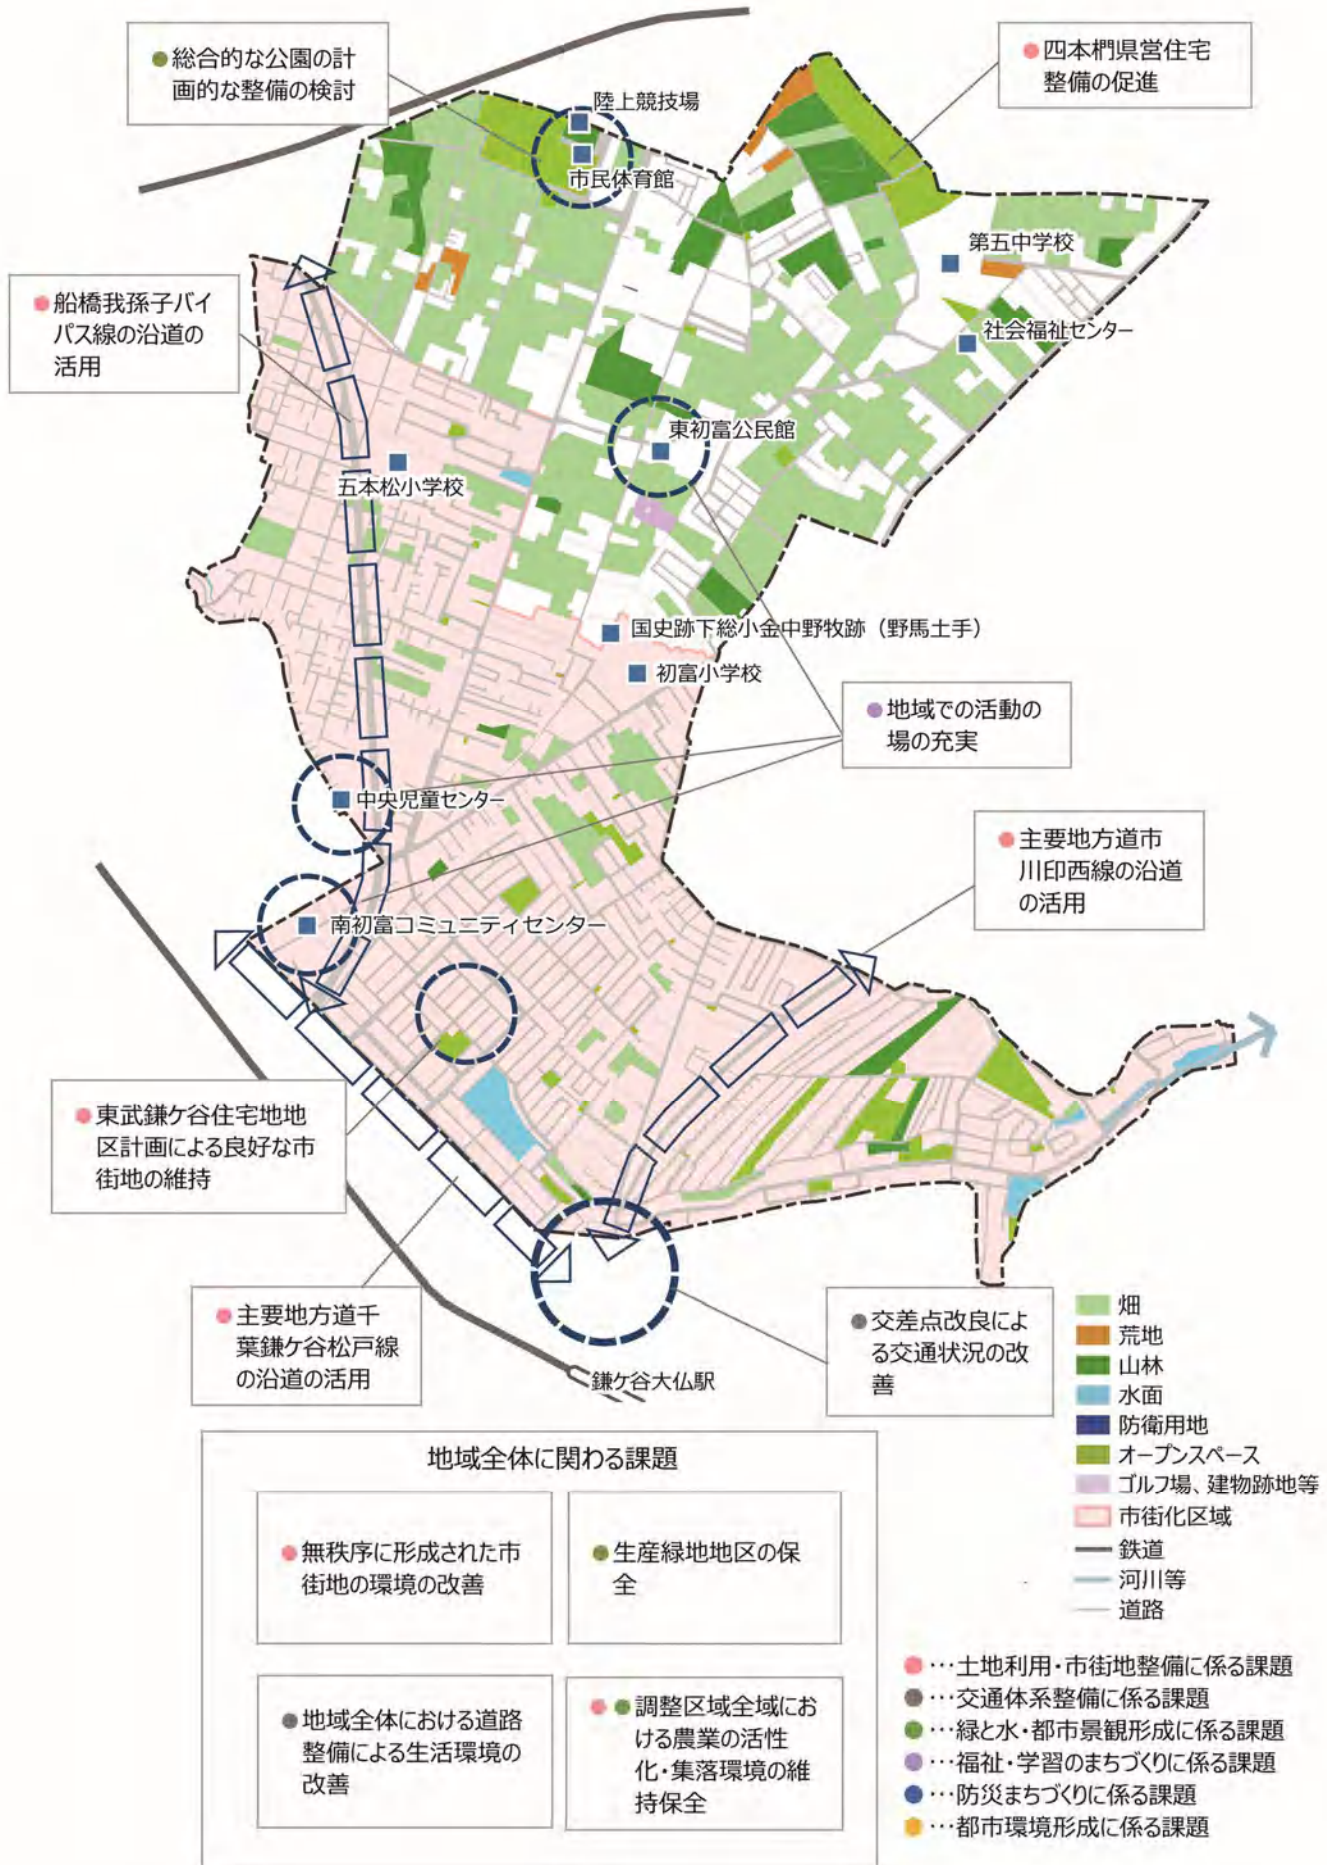 ●総合的な公園の計
画的な整備の検討
●四本椚県営住宅
整備の促進
陸上競技場
市民体育館
第五中学校
社会福祉センター
●船橋我孫子バイ
パス線の沿道の
活用
東初富公民館
五本松小学校
国史跡下総小金中野牧跡（野馬土手）
初富小学校
●地域での活動の
場の充実
中央児童センター
●主要地方道市
川印西線の沿道
の活用
南初富コミュニティセンター
●東武鎌ケ谷住宅地地
区計画による良好な市
街地の維持
●主要地方道千
葉鎌ケ谷松戸線
の沿道の活用
●交差点改良によ
る交通状況の改
善
鎌ケ谷大仏駅
畑
荒地
山林
水面
防衛用地
オープンスペース
ゴルフ場、建物跡地等
市街化区域
鉄道
河川等
道路
地域全体に関わる課題
●無秩序に形成された市
街地の環境の改善
●生産緑地地区の保
全
●地域全体における道路
整備による生活環境の
改善
●●調整区域全域にお
ける農業の活性
化・集落環境の維
持保全
●…土地利用・市街地整備に係る課題
●…交通体系整備に係る課題
●…緑と水・都市景観形成に係る課題
●…福祉・学習のまちづくりに係る課題
●…防災まちづくりに係る課題
●…都市環境形成に係る課題